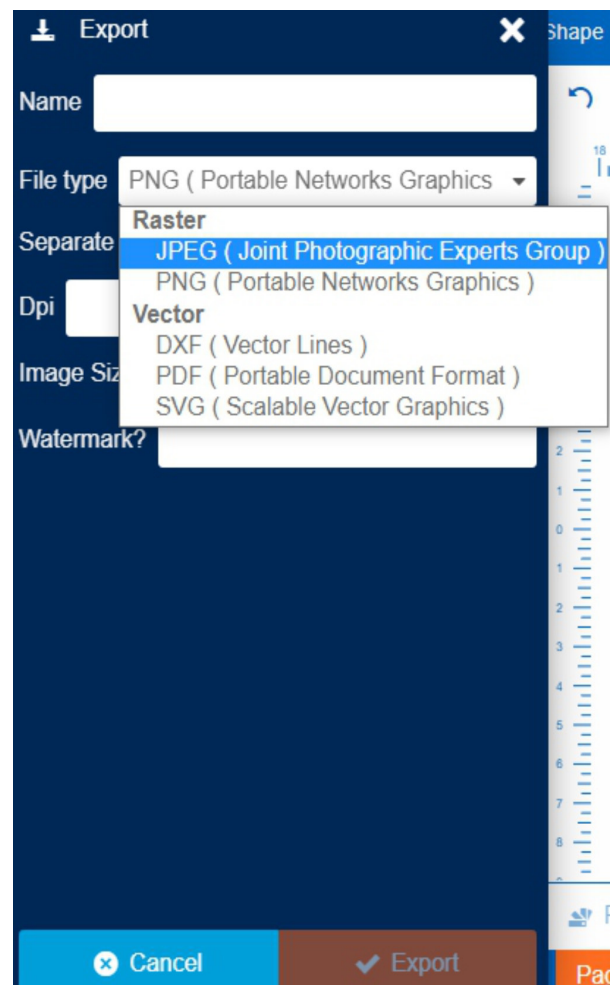 Export
Shape
Name
18
File type PNG ( Portable Networks Graphics
Raster
Separate
JPEG ( Joint Photographic Experts Group )
PNG ( Portable Networks Graphics )
Dpi
Vector
DXF ( Vector Lines )
Image Siz
PDF ( Portable Document Format )
SVG ( Scalable Vector Graphics )
Watermark?
2
1
0
1
2
3
4
5
6
7
8
Cancel
Export